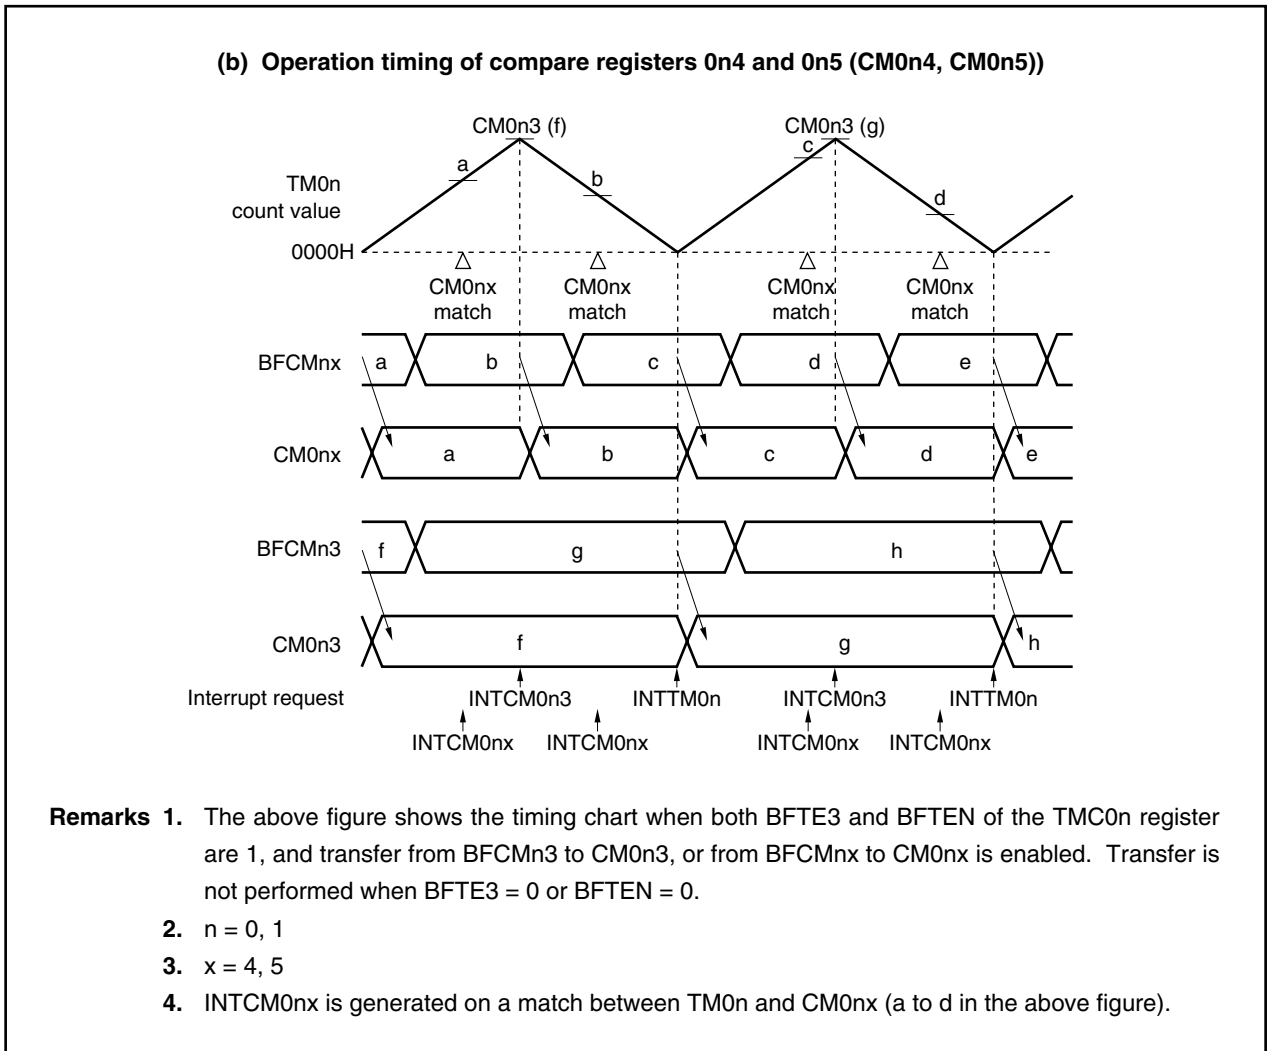 (b) Operation timing of compare registers 0n4 and 0n5 (CM0n4, CM0n5))
CM0n3 (f) CM0n3 (g)
a b c d
TM0n
count value
0000H
CM0nx CM0nx CM0nx CM0nx
match match match match
BFCMnx a b c d e
CM0nx a b c d e
BFCMn3 f g h
CM0n3 f g h
Interrupt request INTCM0n3 INTTM0n INTCM0n3 INTTM0n
INTCM0nx INTCM0nx INTCM0nx INTCM0nx
Remarks 1. The above figure shows the timing chart when both BFTE3 and BFTEN of the TMC0n register
are 1, and transfer from BFCMn3 to CM0n3, or from BFCMnx to CM0nx is enabled. Transfer is
not performed when BFTE3 = 0 or BFTEN = 0.
2. n = 0, 1
3. x = 4, 5
4. INTCM0nx is generated on a match between TM0n and CM0nx (a to d in the above figure).